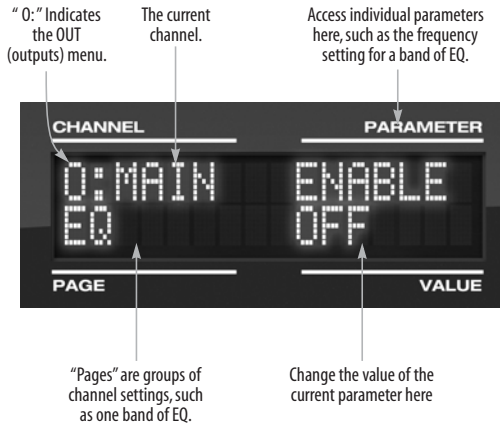 “ O:” Indicates
the OUT
(outputs) menu.
The current
channel.
Access individual parameters
here, such as the frequency
setting for a band of EQ.
CHANNEL
PARAMETER
O:MAIN
ENABLE
EQ
OFF
PAGE
VALUE
“Pages” are groups of
channel settings, such
as one band of EQ.
Change the value of the
current parameter here